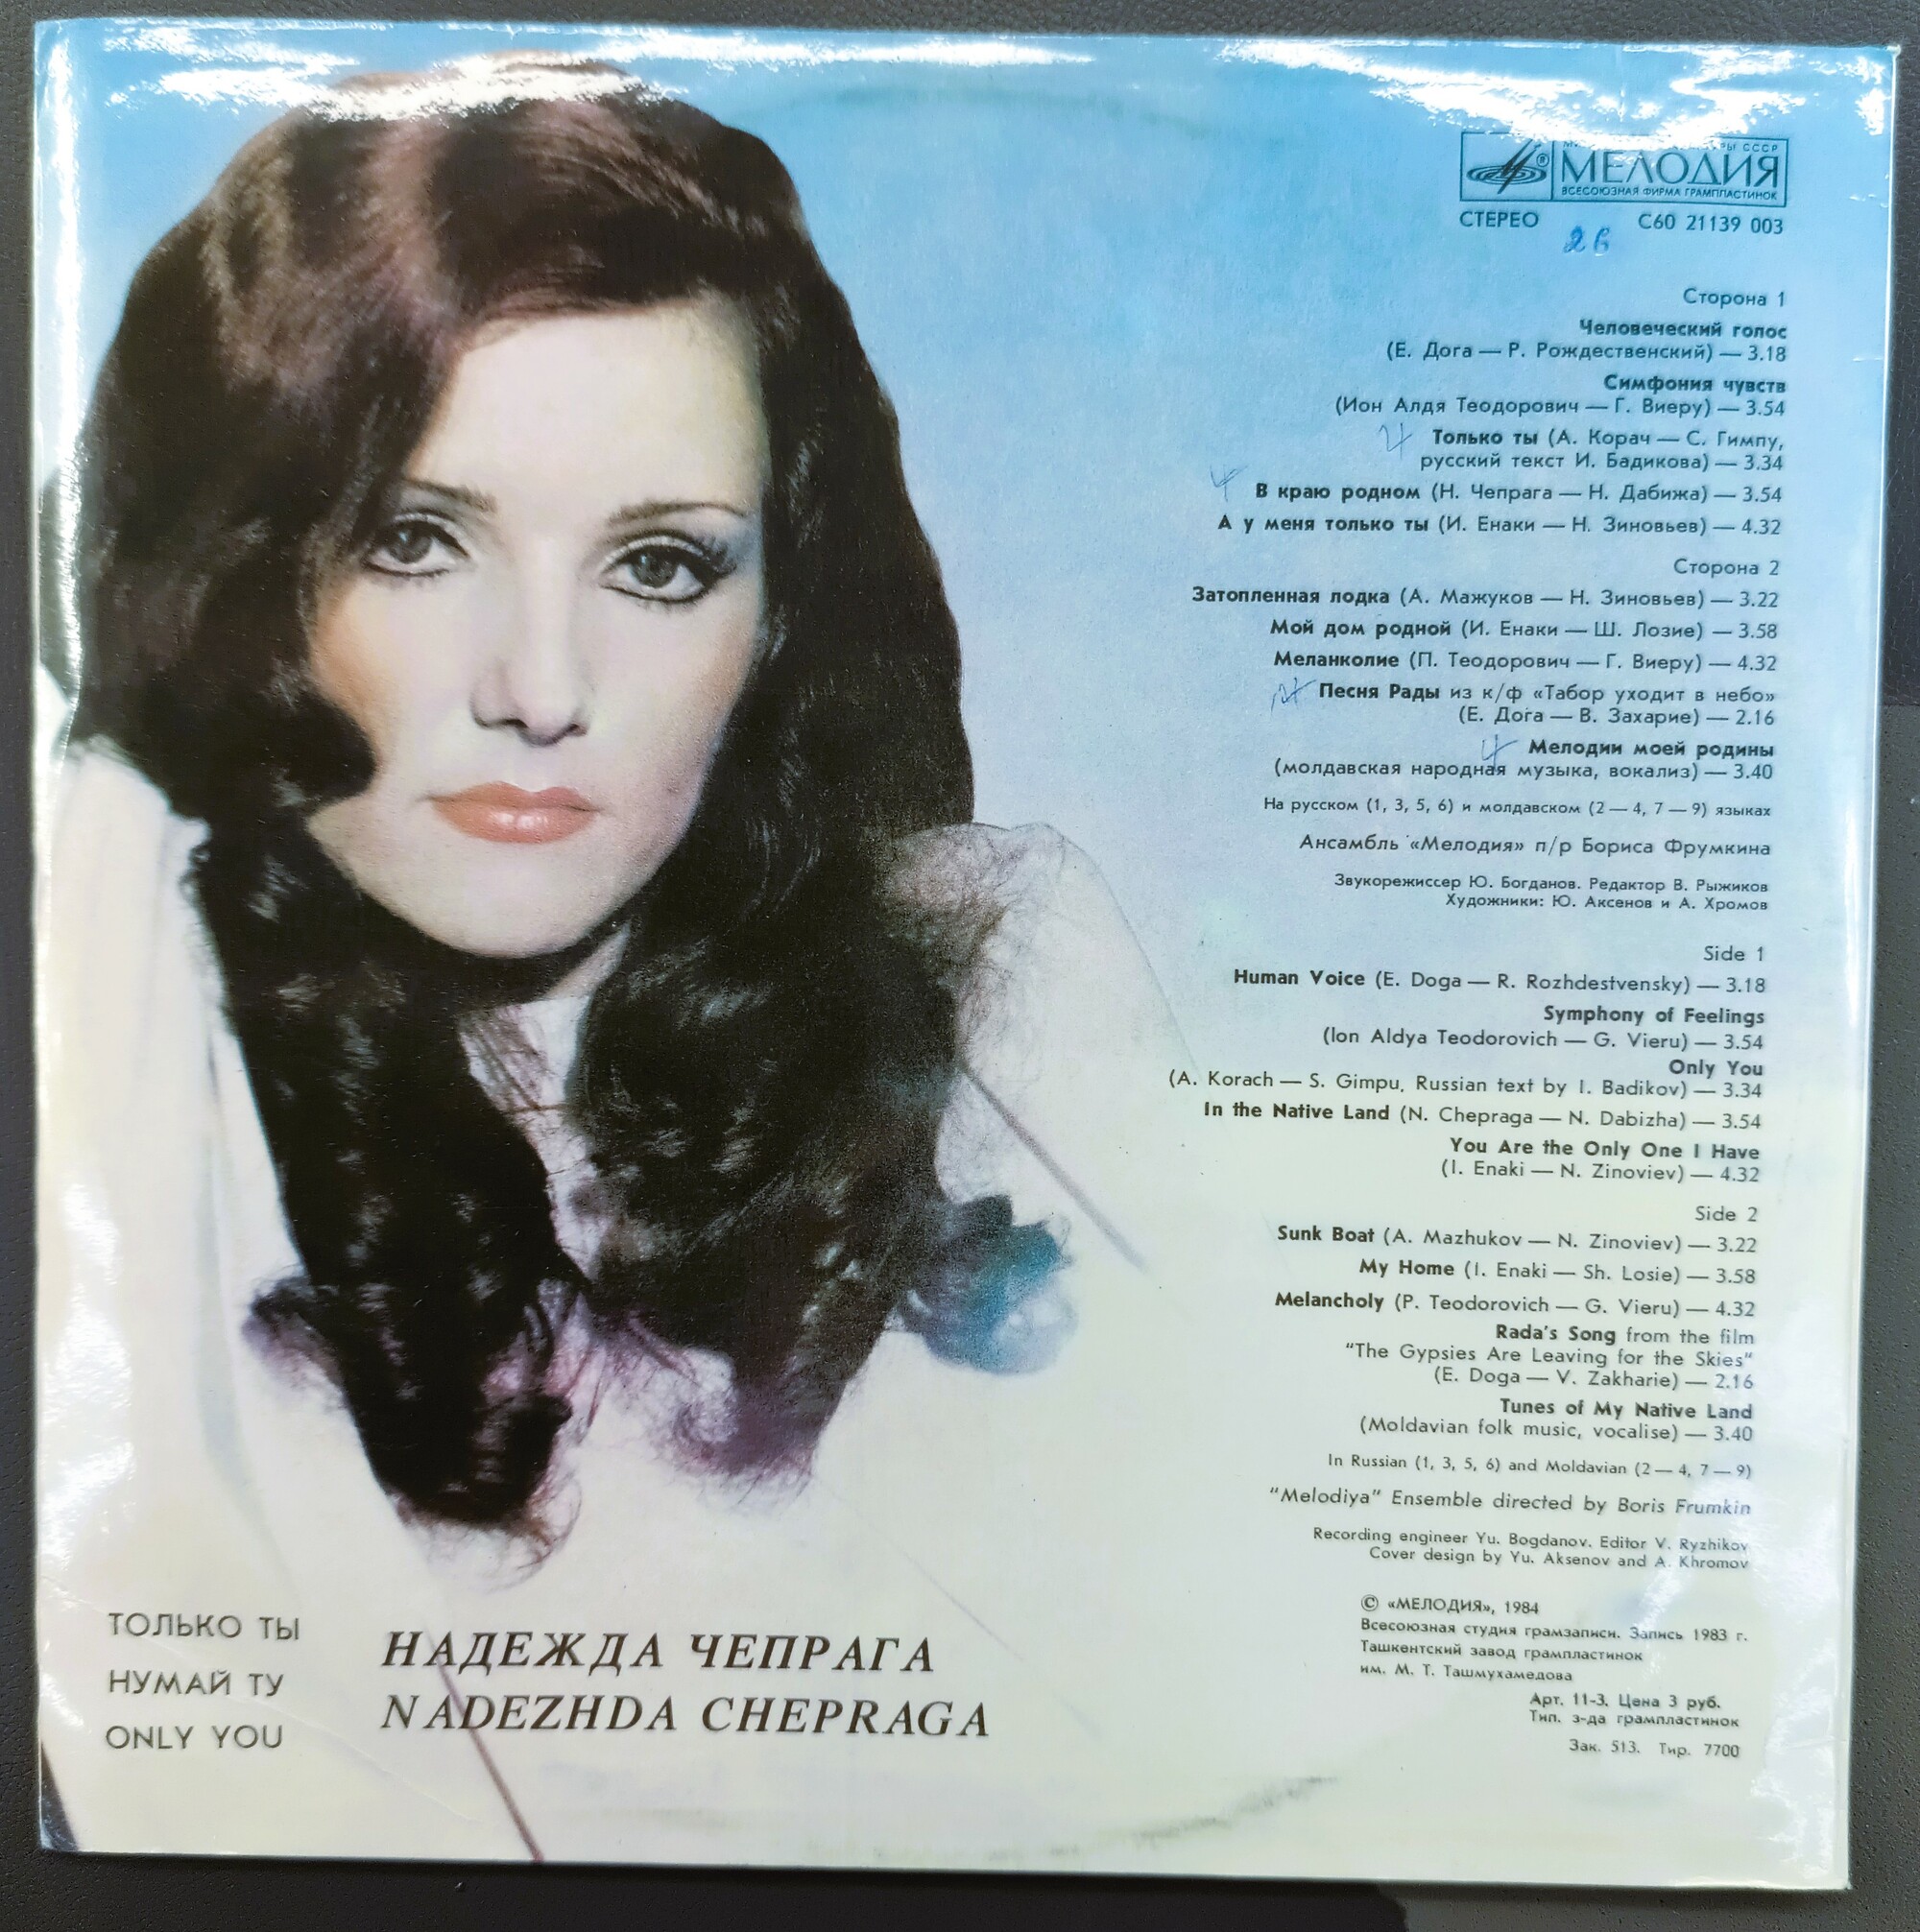 МЕЛОДИЯ
ВСЕСОЮЗНАЯ ФИРМА ГРАМПЛАСТИНОК
СТЕРЕО С60 21139 003
Сторона 1
Человеческий голос
(Е. Дога — Р. Рождественский) — 3.18
Симфония чувств
(Ион Алдя Теодорович — Г. Виеру) — 3.54
Только ты (А. Корач — С. Гимпу,
русский текст И. Бадикова) — 3.34
В краю родном (Н. Чепрага — Н. Дабижа) — 3.54
А у меня только ты (И. Енаки — Н. Зиновьев) — 4.32
Сторона 2
Затопленная лодка (А. Мажуков — Н. Зиновьев) — 3.22
Мой дом родной (И. Енаки — Ш. Лозие) — 3.58
Меланколие (П. Теодорович — Г. Виеру) — 4.32
Песня Рады из к/ф «Табор уходит в небо»
(Е. Дога — В. Захарие) — 2.16
Мелодии моей родины
(молдавская народная музыка, вокализ) — 3.40
На русском (1, 3, 5, 6) и молдавском (2 — 4, 7 — 9) языках
Ансамбль «Мелодия» п/р Бориса Фрумкина
Звукорежиссер Ю. Богданов. Редактор В. Рыжиков
Художники: Ю. Аксенов и А. Хромов
Side 1
Human Voice (E. Doga — R. Rozhdestvensky) — 3.18
Symphony of Feelings
(Ion Aldya Teodorovich — G. Vieru) — 3.54
Only You
(A. Korach — S. Gimpu, Russian text by I. Badikov) — 3.34
In the Native Land (N. Chepraga — N. Dabizha) — 3.54
You Are the Only One I Have
(I. Enaki — N. Zinoviev) — 4.32
Side 2
Sunk Boat (A. Mazhukov — N. Zinoviev) — 3.22
My Home (I. Enaki — Sh. Losie) — 3.58
Melancholy (P. Teodorovich — G. Vieru) — 4.32
Rada's Song from the film
"The Gypsies Are Leaving for the Skies"
(E. Doga — V. Zakharie) — 2.16
Tunes of My Native Land
(Moldavian folk music, vocalise) — 3.40
In Russian (1, 3, 5, 6) and Moldavian (2 — 4, 7 — 9)
"Melodiya" Ensemble directed by Boris Frumkin
Recording engineer Yu. Bogdanov. Editor V. Ryzhikov
Cover design by Yu. Aksenov and A. Khromov
© «МЕЛОДИЯ», 1984
Всесоюзная студия грамзаписи. Запись 1983 г.
Ташкентский завод грампластинок
им. М. Т. Ташмухамедова
Арт. 11-3. Цена 3 руб.
Тип. з-да грампластинок
Зак. 513. Тир. 7700
ТОЛЬКО ТЫ
НУМАЙ ТУ
ONLY YOU
НАДЕЖДА ЧЕПРАГА
NADEZHDA CHEPRAGA